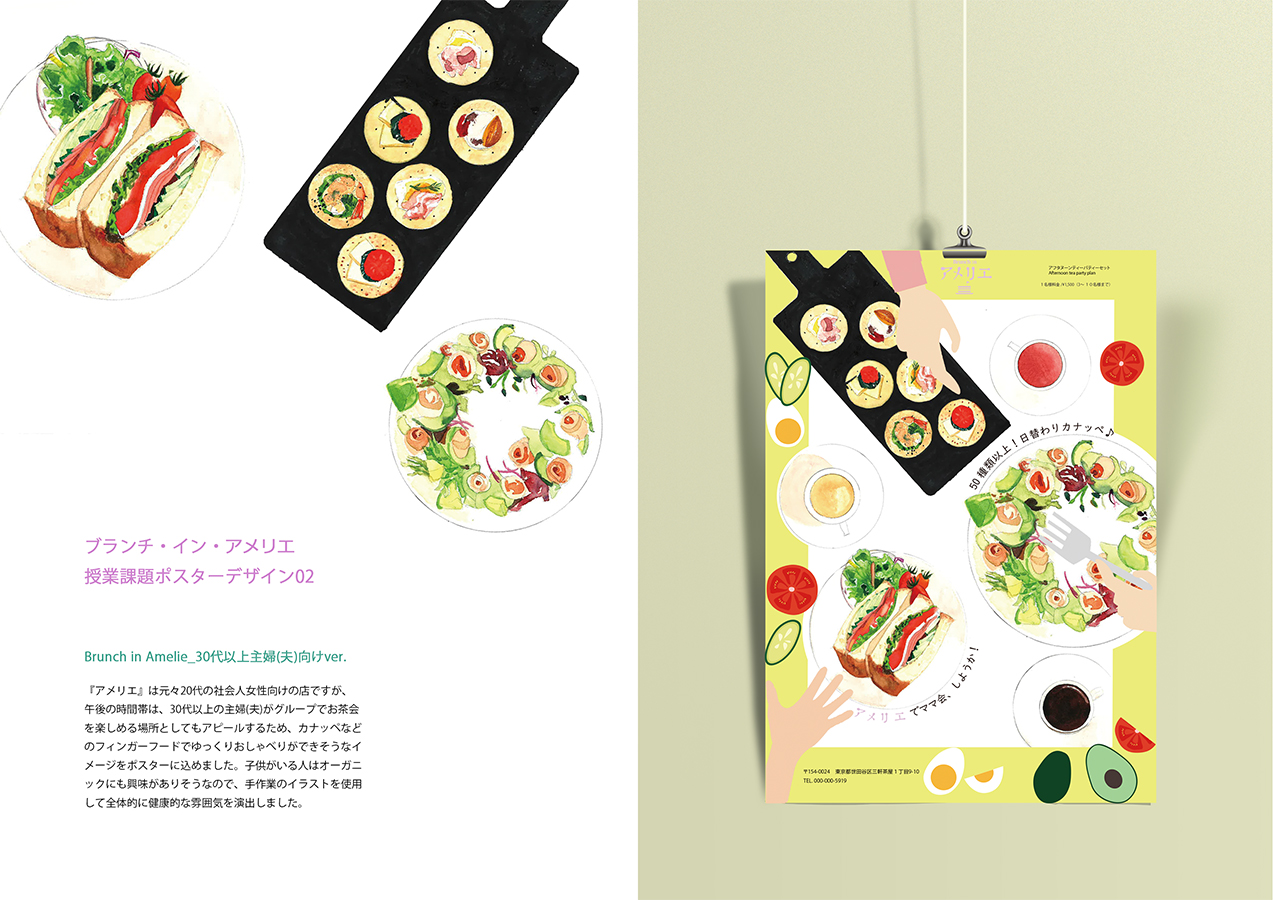 ブランチ・イン・アメリエ
授業課題ポスターデザイン02
Brunch in Amelie_30代以上主婦(夫)向けver.
『アメリエ』は元々20代の社会人女性向けの店ですが、
午後の時間帯は、30代以上の主婦(夫)がグループでお茶会
を楽しめる場所としてもアピールするため、カナッペなど
のフィンガーフードでゆっくりおしゃべりができそうなイ
メージをポスターに込めました。子供がいる人はオーガニ
ックにも興味がありそうなので、手作業のイラストを使用
して全体的に健康的な雰囲気を演出しました。
アメリエ
アフタヌーンティーパティーセット
Afternoon tea party plan
1名様料金 ¥1,500（2〜10名様まで）
50種類以上！日替わりカナッペ♪
アメリエでママ会、しようか！
〒154-0024　東京都世田谷区三軒茶屋1丁目9-10
TEL. 000-000-5919